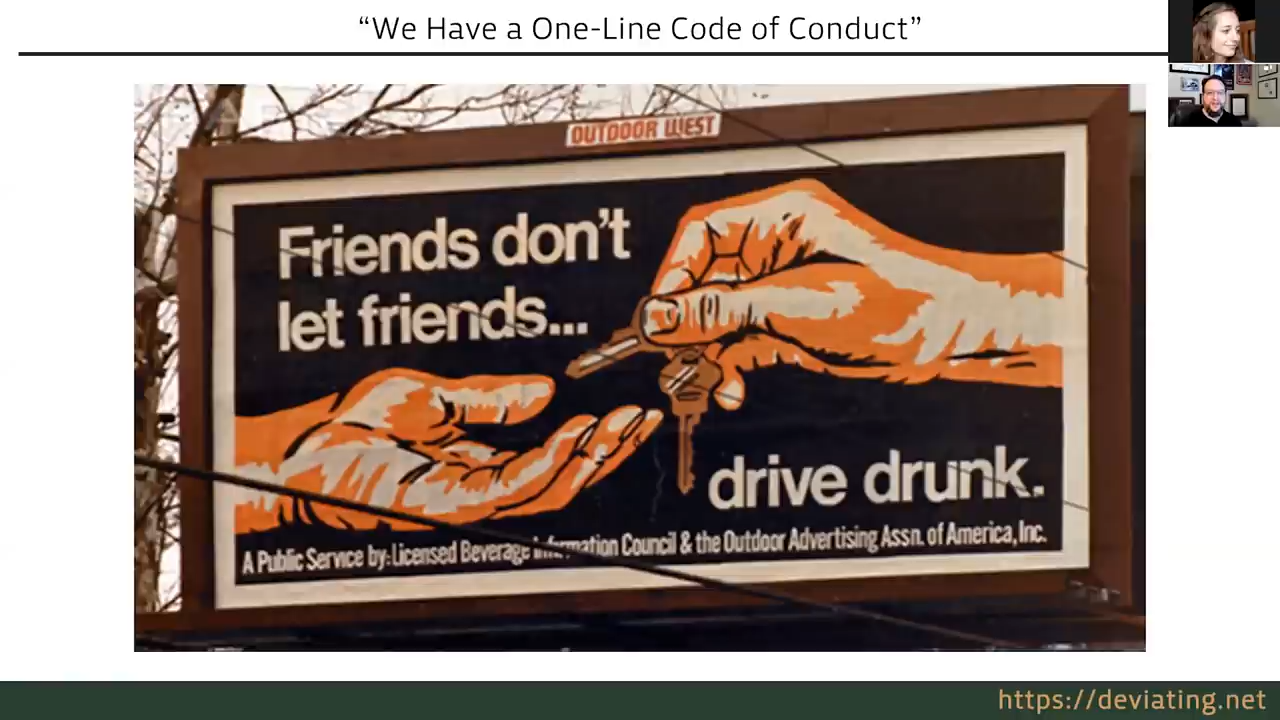 “We Have a One-Line Code of Conduct”
OUTDOOR WEST
Friends don't
let friends...
drive drunk.
A Public Service by: Licensed Beverage Information Council & the Outdoor Advertising Assn. of America, Inc.
https://deviating.net